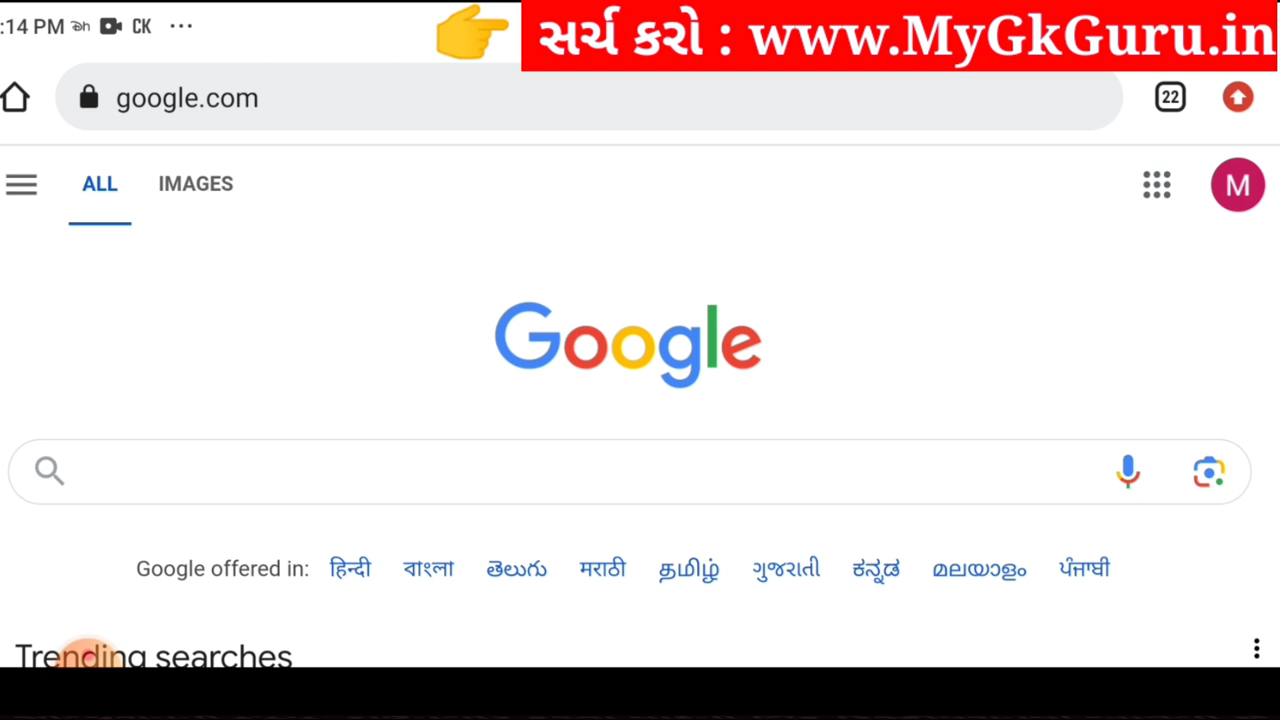 :14 PM CK ...
સર્ચ કરો : www.MyGkGuru.in
google.com
22
ALL IMAGES
M
Google
Google offered in: हिन्दी বাংলা తెలుగు मराठी தமிழ் ગુજરાતી ಕನ್ನಡ മലയാളം ਪੰਜਾਬੀ
Trending searches